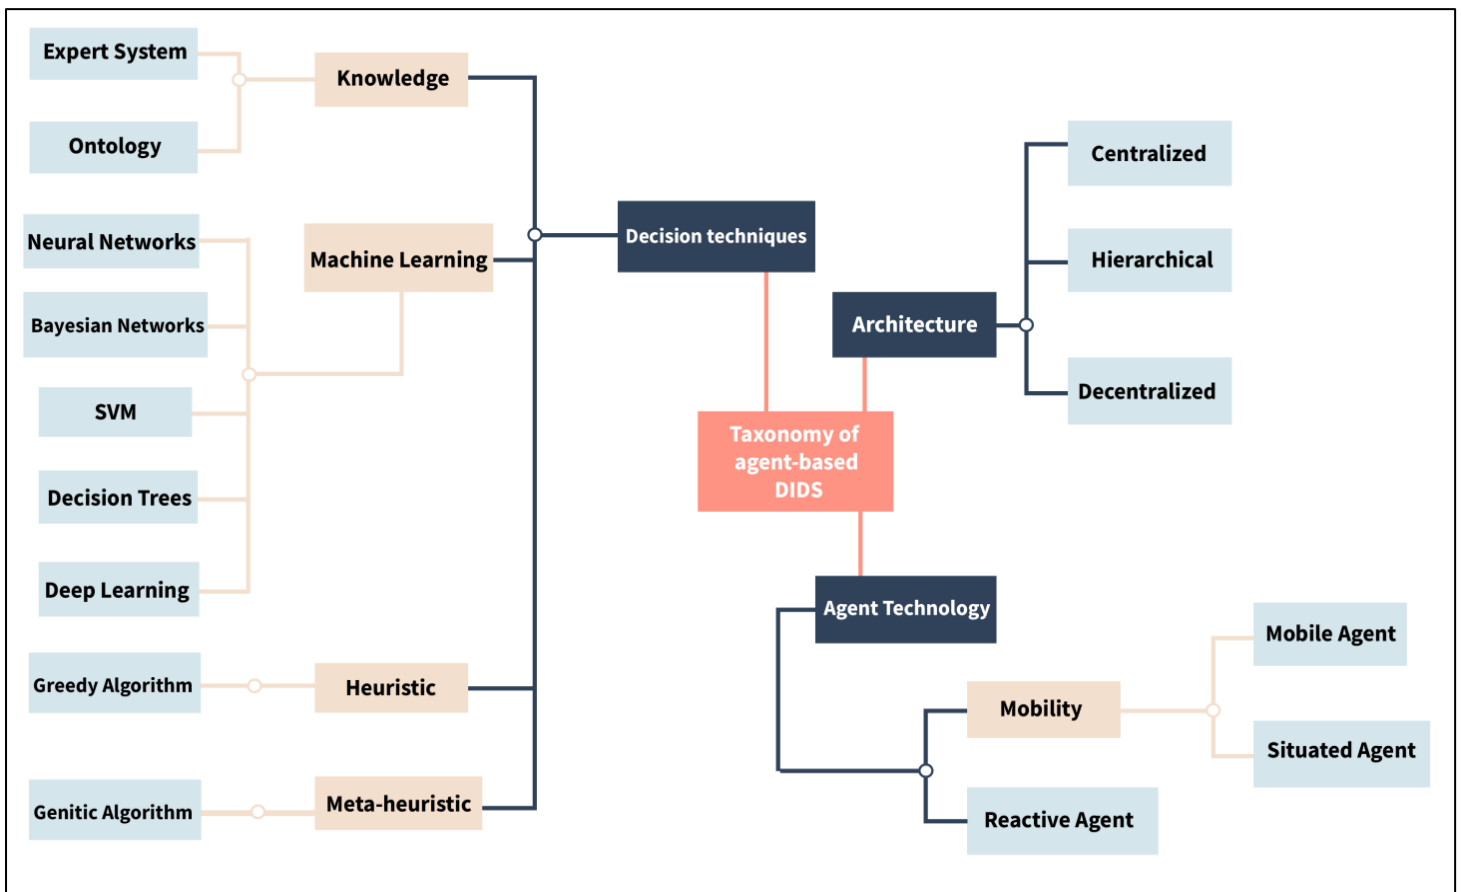 Expert System
Knowledge
Ontology
Neural Networks
Machine Learning
Bayesian Networks
SVM
Decision Trees
Deep Learning
Greedy Algorithm
Heuristic
Genitic Algorithm
Meta-heuristic
Decision techniques
Architecture
Centralized
Hierarchical
Decentralized
Taxonomy of
agent-based
DIDS
Agent Technology
Mobility
Mobile Agent
Situated Agent
Reactive Agent